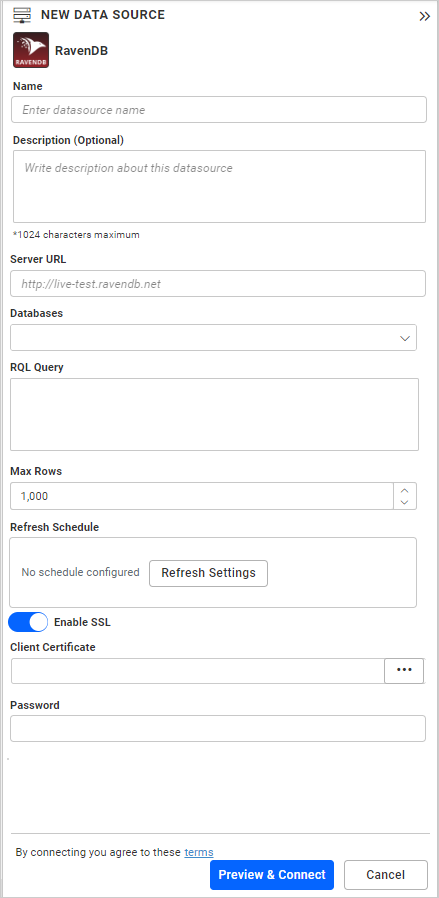 NEW DATA SOURCE
RAVENDB
RavenDB
Name
Enter datasource name
Description (Optional)
Write description about this datasource
*1024 characters maximum
Server URL
http://live-test.ravendb.net
Databases
RQL Query
Max Rows
1,000
Refresh Schedule
No schedule configured Refresh Settings
Enable SSL
Client Certificate
...
Password
By connecting you agree to these terms
Preview & Connect Cancel